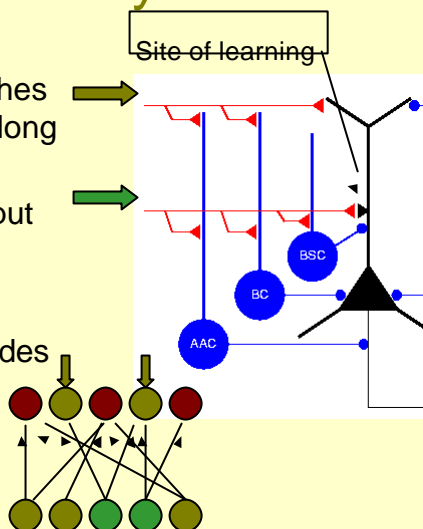 Site of learning
hes
long
out
BSC
BC
AAC
des